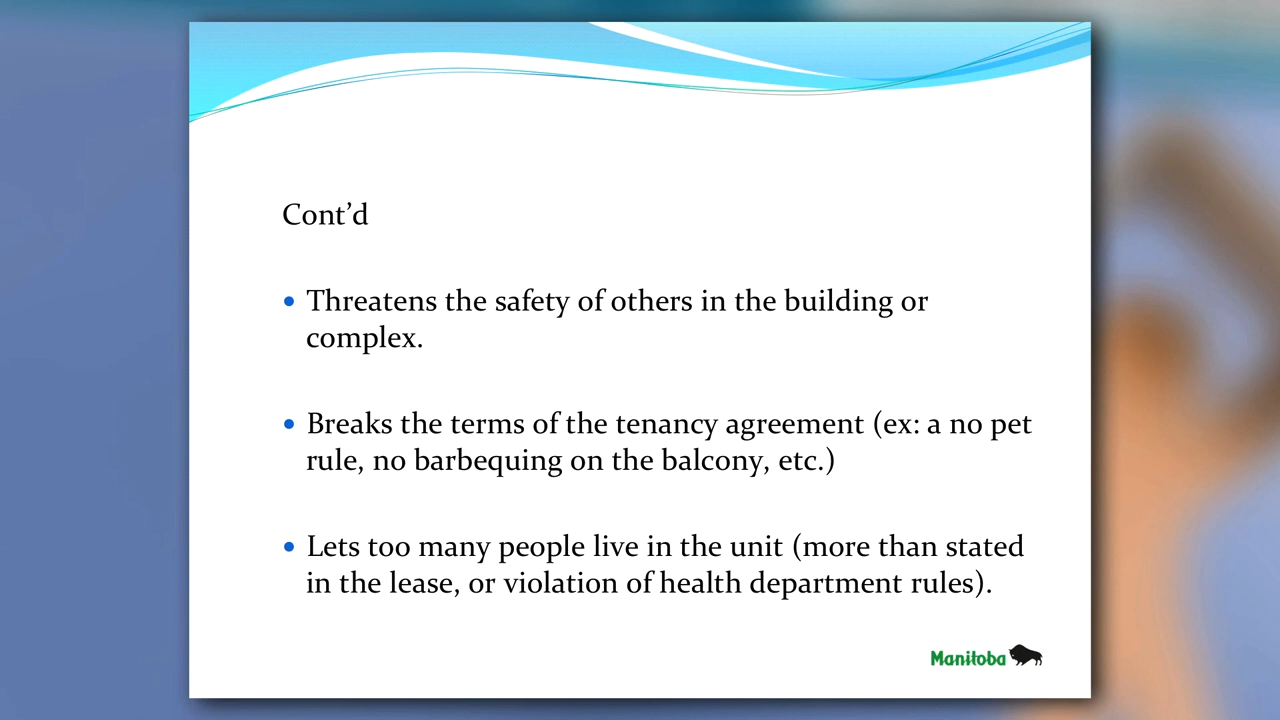 Cont’d
• Threatens the safety of others in the building or
complex.
• Breaks the terms of the tenancy agreement (ex: a no pet
rule, no barbequing on the balcony, etc.)
• Lets too many people live in the unit (more than stated
in the lease, or violation of health department rules).
Manitoba